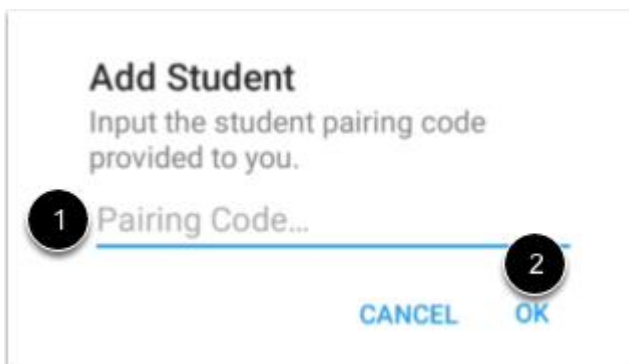 Add Student
Input the student pairing code
provided to you.
1 Pairing Code...
2
CANCEL OK